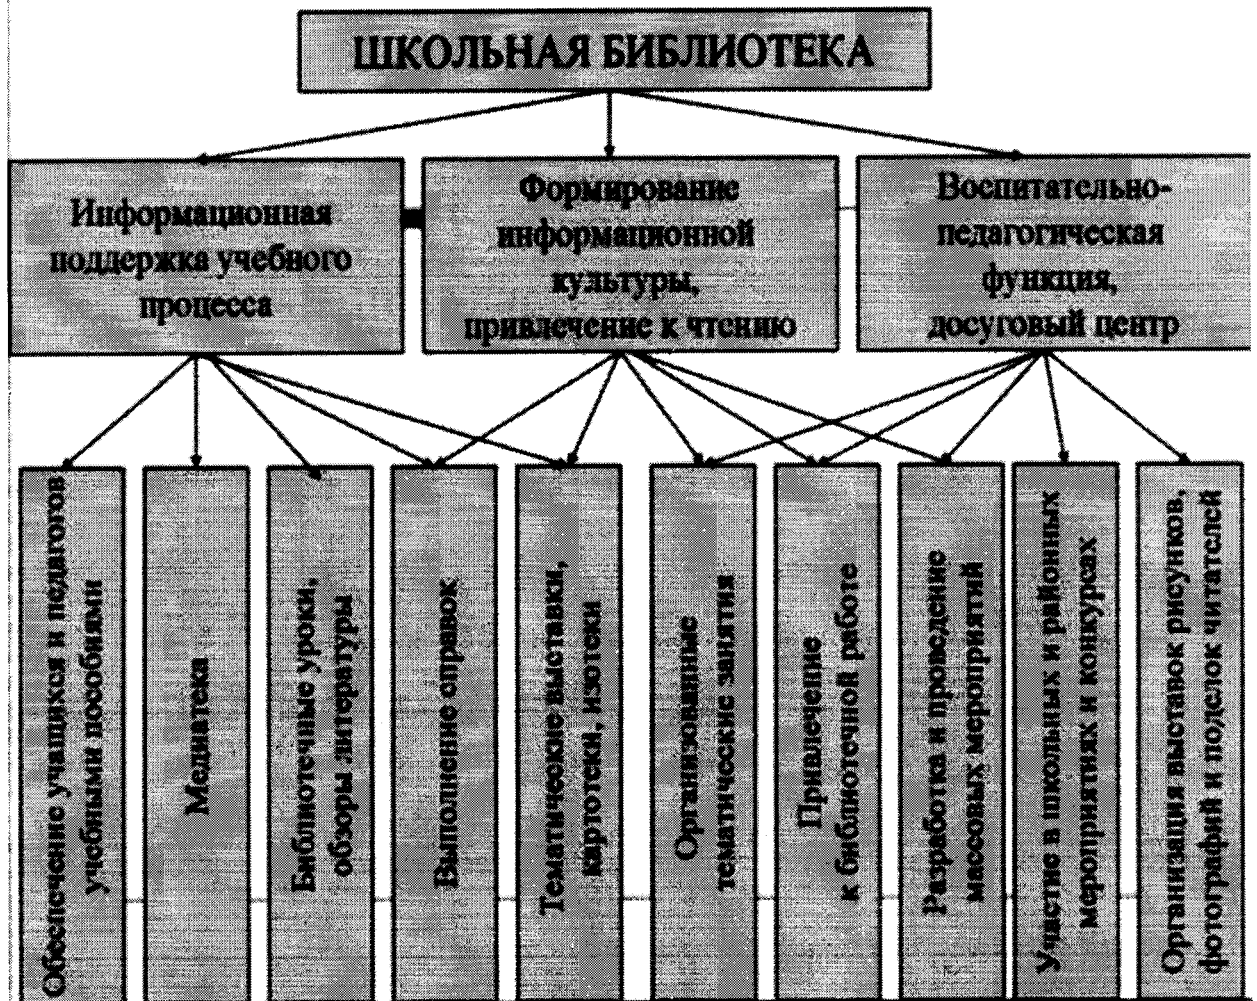 ШКОЛЬНАЯ БИБЛИОТЕКА
Информационная
поддержка учебного
процесса
Формирование
информационной
культуры,
привлечение к чтению
Воспитательно-
педагогическая
функция,
досуговый центр
Обеспечение учащихся и педагогов
учебными пособиями
Медиатека
Библиотечные уроки,
обзоры литературы
Выполнение справок
Тематические выставки,
картотеки, изотеки
Организованные
тематические занятия
Привлечение
к библиотечной работе
Разработка и проведение
массовых мероприятий
Участие в школьных и районных
мероприятиях и конкурсах
Организация выставок рисунков,
фотографий и поделок читателей